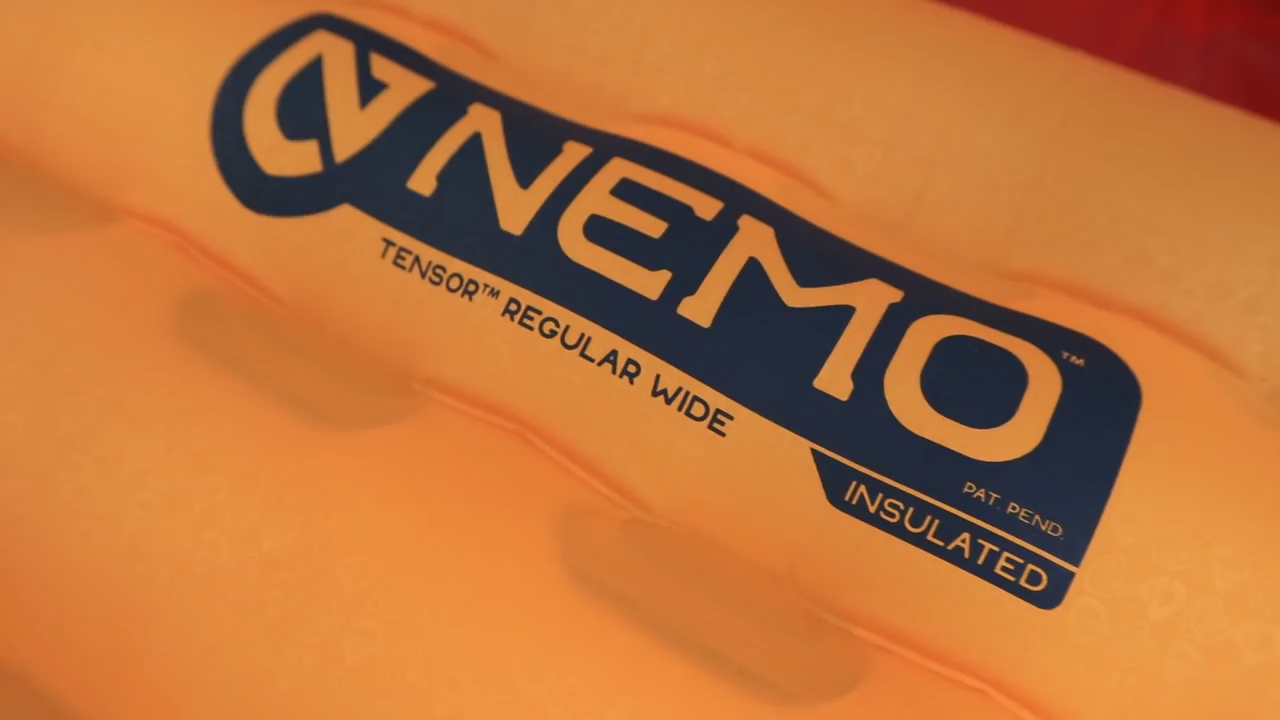 NEMO™
TENSOR™ REGULAR WIDE
PAT. PEND.
INSULATED